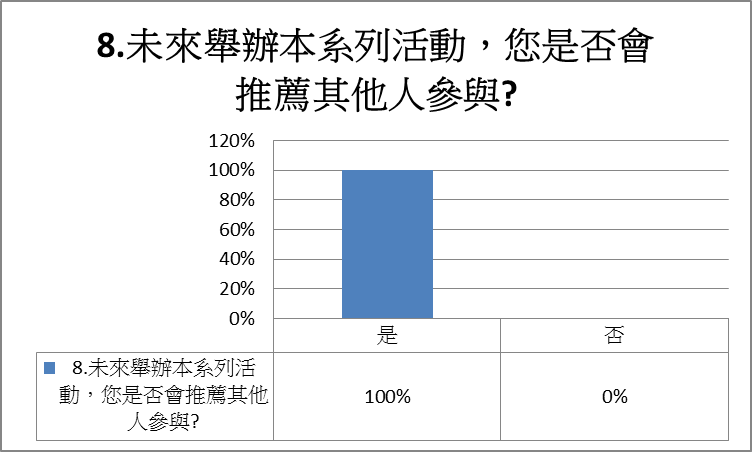 8.未來舉辦本系列活動，您是否會
推薦其他人參與?
120%
100%
80%
60%
40%
20%
0%
是 否
8.未來舉辦本系列活
動，您是否會推薦其他
人參與?
100% 0%